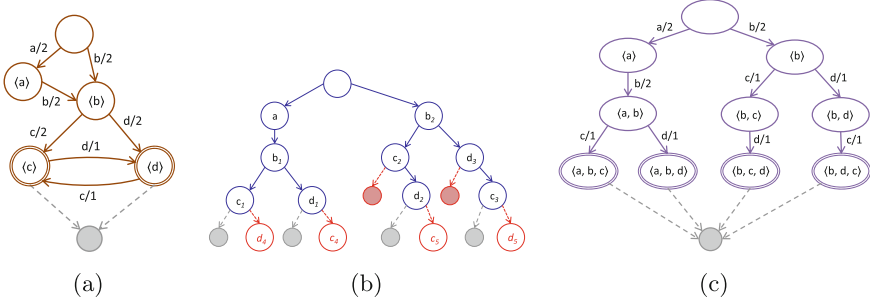 a/2
b/2
⟨a⟩
b/2
⟨b⟩
c/2
d/2
⟨c⟩
d/1
⟨d⟩
c/1
(a)
a
b2
b1
c2
d3
c1
d1
d2
c3
d4
c4
c5
d5
(b)
a/2
b/2
⟨a⟩
⟨b⟩
b/2
c/1
d/1
⟨a, b⟩
⟨b, c⟩
⟨b, d⟩
c/1
d/1
d/1
c/1
⟨a, b, c⟩
⟨a, b, d⟩
⟨b, c, d⟩
⟨b, d, c⟩
(c)